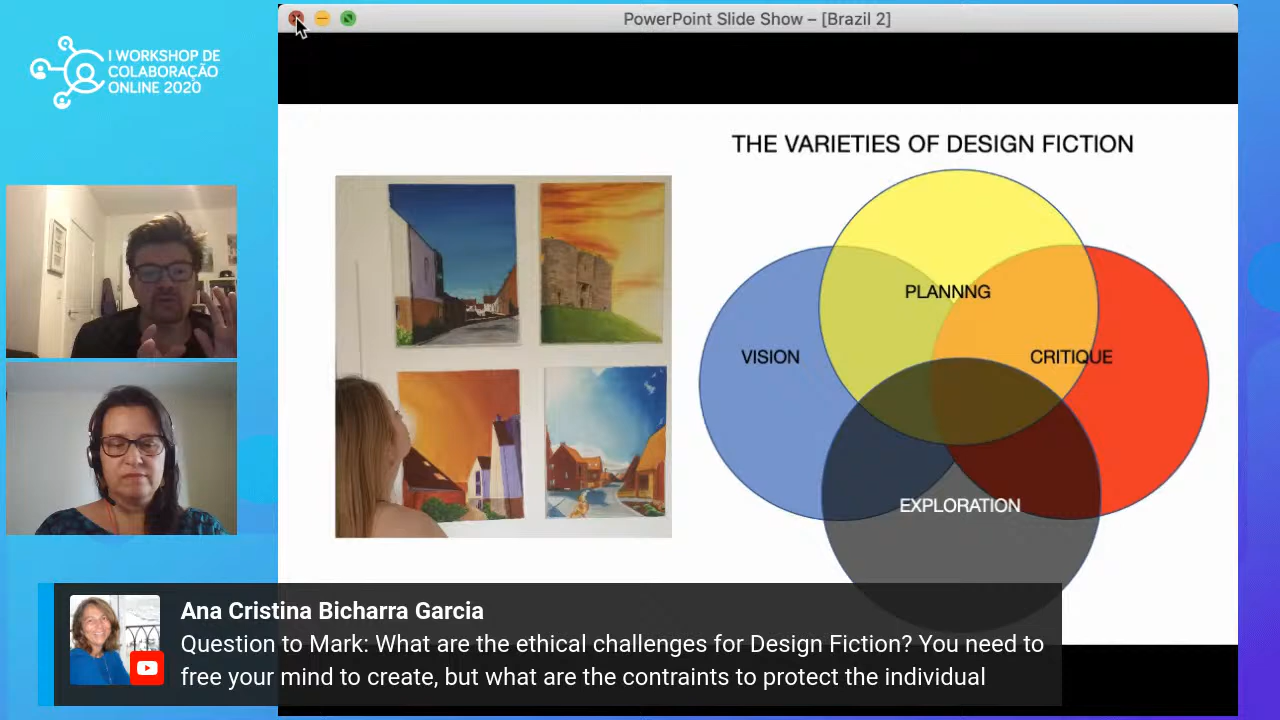 I WORKSHOP DE
COLABORAÇÃO
ONLINE 2020
PowerPoint Slide Show – [Brazil 2]
THE VARIETIES OF DESIGN FICTION
PLANNNG
VISION
CRITIQUE
EXPLORATION
Ana Cristina Bicharra Garcia
Question to Mark: What are the ethical challenges for Design Fiction? You need to
free your mind to create, but what are the contraints to protect the individual